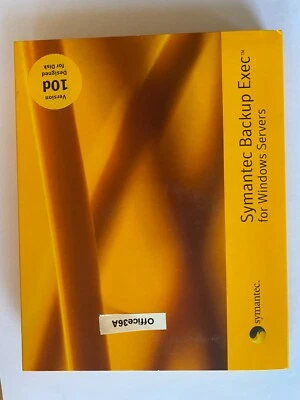 Symantec Backup Exec™
for Windows Servers
symantec.
Version
10d
Designed
for Disk
Office36A